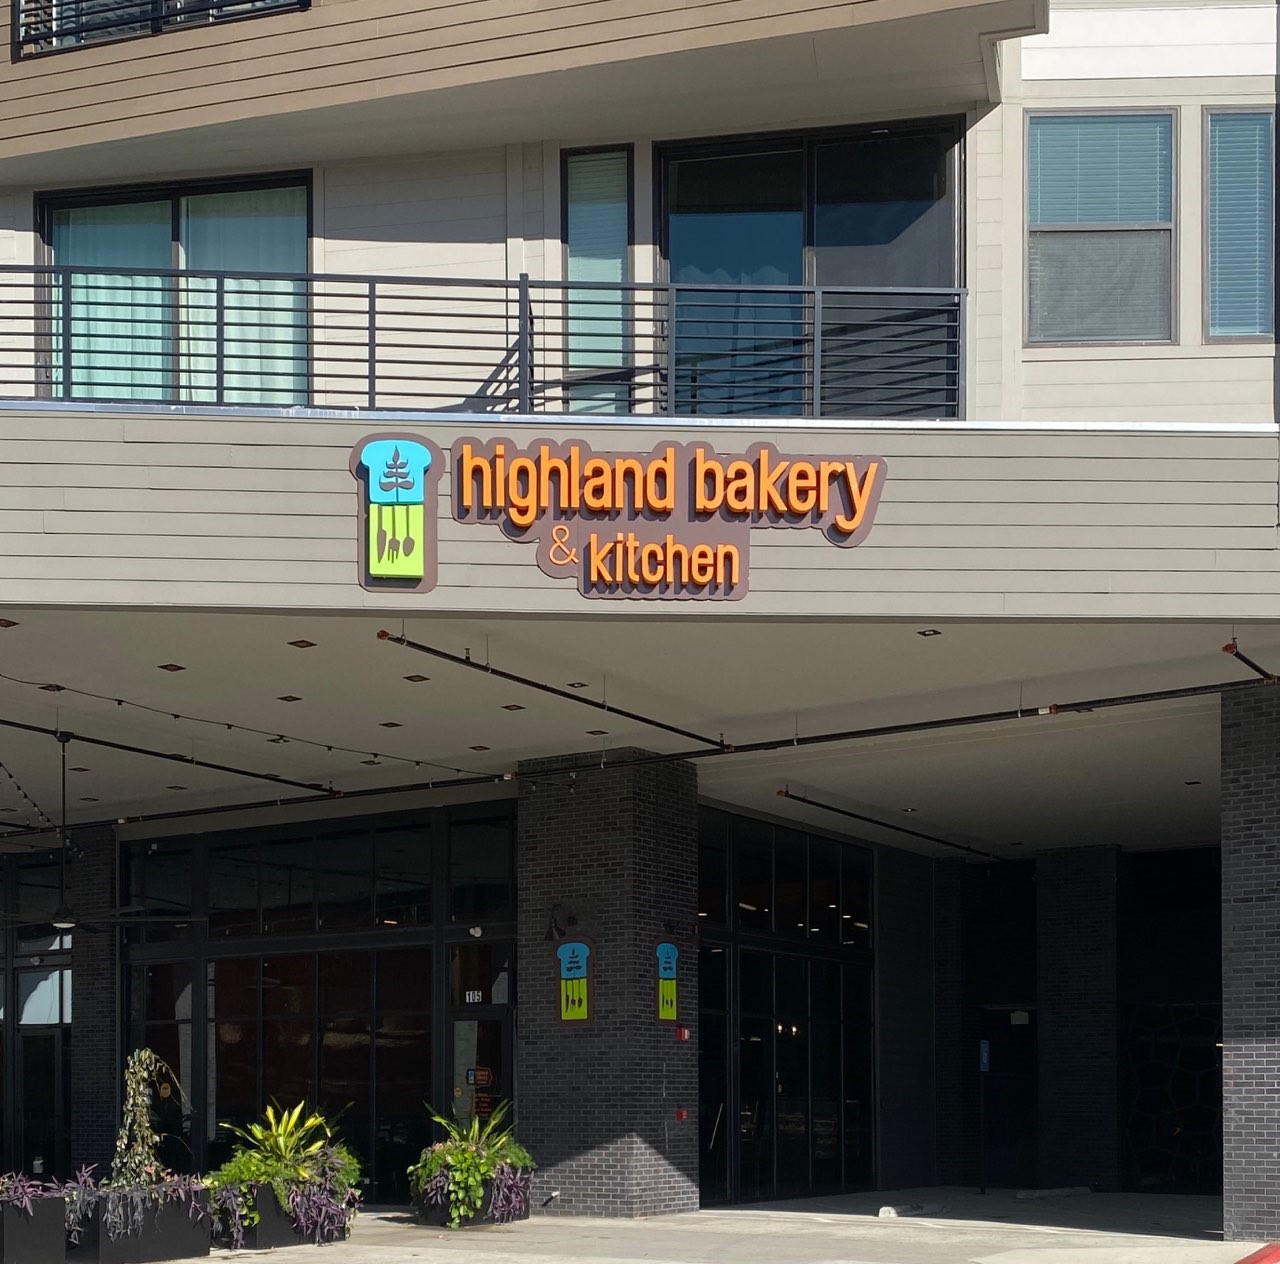 highland bakery
& kitchen
105